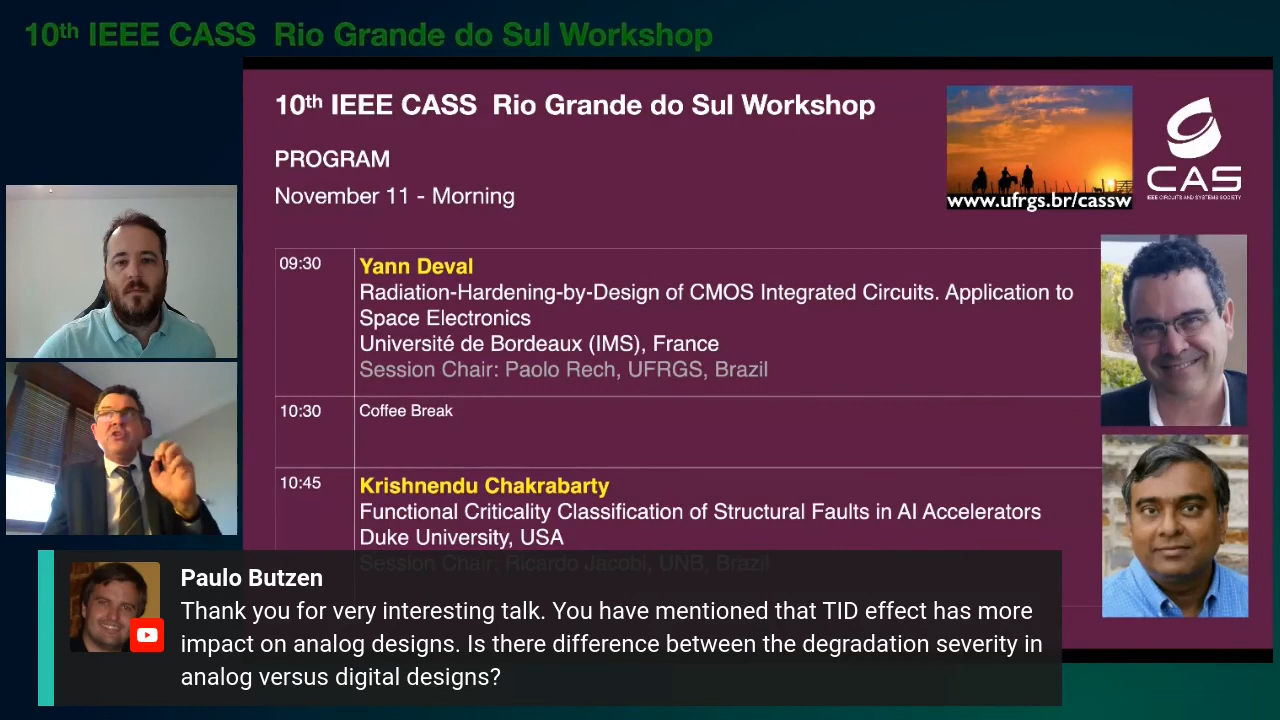 10th IEEE CASS Rio Grande do Sul Workshop
10th IEEE CASS Rio Grande do Sul Workshop
PROGRAM
November 11 - Morning
www.ufrgs.br/cassw
CAS
IEEE CIRCUITS AND SYSTEMS SOCIETY
09:30
Yann Deval
Radiation-Hardening-by-Design of CMOS Integrated Circuits. Application to
Space Electronics
Université de Bordeaux (IMS), France
Session Chair: Paolo Rech, UFRGS, Brazil
10:30
Coffee Break
10:45
Krishnendu Chakrabarty
Functional Criticality Classification of Structural Faults in AI Accelerators
Duke University, USA
Session Chair: Ricardo Jacobi, UNB, Brazil
Paulo Butzen
Thank you for very interesting talk. You have mentioned that TID effect has more
impact on analog designs. Is there difference between the degradation severity in
analog versus digital designs?